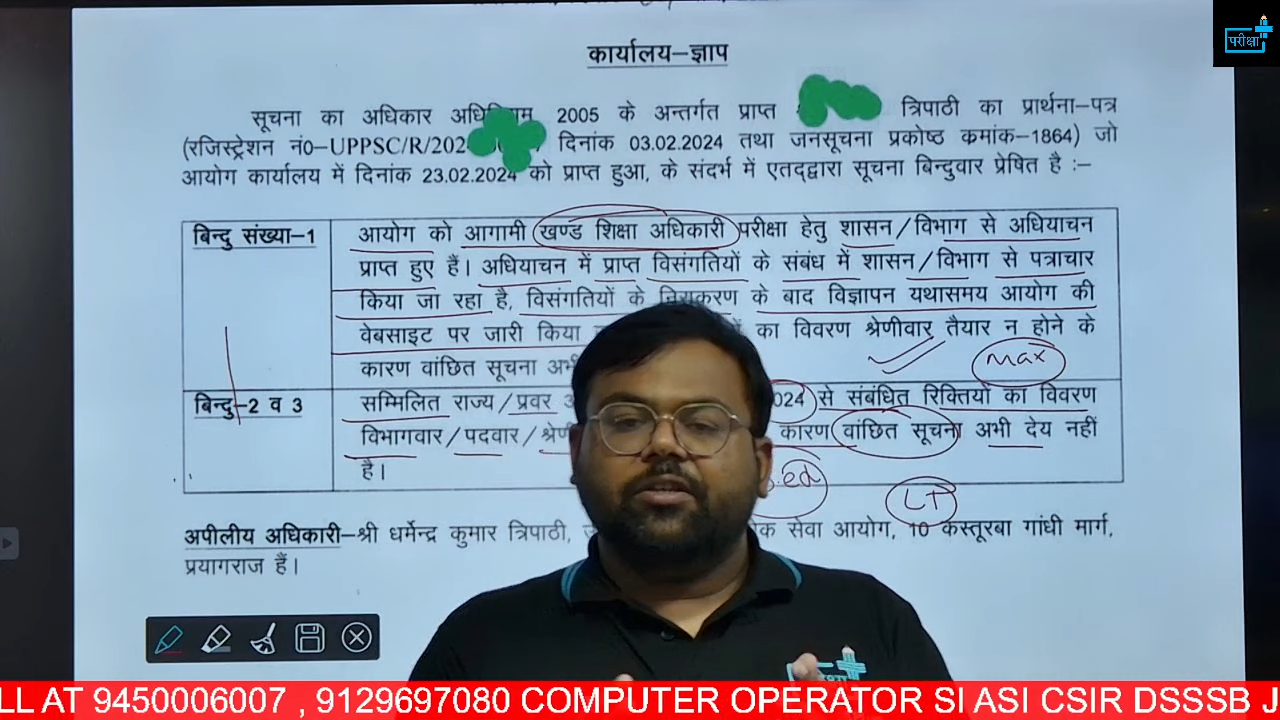 परीक्षा
कार्यालय–ज्ञाप
सूचना का अधिकार 2005 के अन्तर्गत प्राप्त त्रिपाठी का प्रार्थना–पत्र
(रजिस्ट्रेशन नं0–UPPSC/R/202 दिनांक 03.02.2024 तथा जनसूचना प्रकोष्ठ क्रमांक–1864) जो
आयोग कार्यालय में दिनांक 23.02.2024 को प्राप्त हुआ, के संदर्भ में एतद्द्वारा सूचना बिन्दुवार प्रेषित है :–
बिन्दु संख्या–1
आयोग को आगामी खण्ड शिक्षा अधिकारी परीक्षा हेतु शासन/विभाग से अधियाचन
प्राप्त हुए हैं। अधियाचन में प्राप्त विसंगतियों के संबंध में शासन/विभाग से पत्राचार
किया जा रहा है, विसंगतियों के निराकरण के बाद विज्ञापन यथासमय आयोग की
वेबसाइट पर जारी किया का विवरण श्रेणीवार तैयार न होने के
कारण वांछित सूचना अभी
max
बिन्दु–2 व 3
सम्मिलित राज्य/प्रवर 024 से संबंधित रिक्तियों का विवरण
विभागवार/पदवार/ कारण वांछित सूचना अभी देय नहीं
है।
.ed
LT
अपीलीय अधिकारी–श्री धर्मेन्द्र कुमार त्रिपाठी, सेवा आयोग, 10 कस्तूरबा गांधी मार्ग,
प्रयागराज हैं।
LL AT 9450006007 , 9129697080 COMPUTER OPERATOR SI ASI CSIR DSSSB J